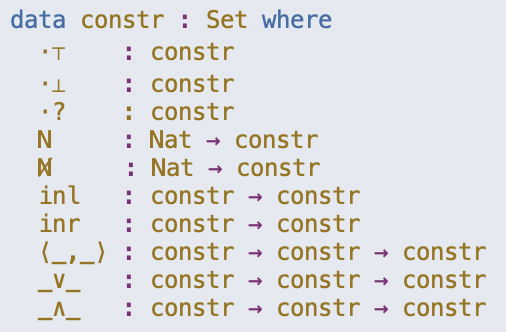 data constr : Set where
  ·⊤     : constr
  ·⊥     : constr
  ·?     : constr
  N      : Nat → constr
  N̸      : Nat → constr
  inl    : constr → constr
  inr    : constr → constr
  ⟨_,_⟩ : constr → constr → constr
  _∨_    : constr → constr → constr
  _∧_    : constr → constr → constr